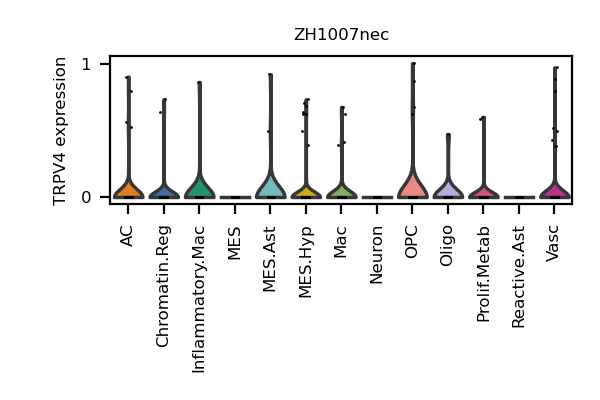 ZH1007nec
TRPV4 expression
1
0
AC
Chromatin.Reg
Inflammatory.Mac
MES
MES.Ast
MES.Hyp
Mac
Neuron
OPC
Oligo
Prolif.Metab
Reactive.Ast
Vasc